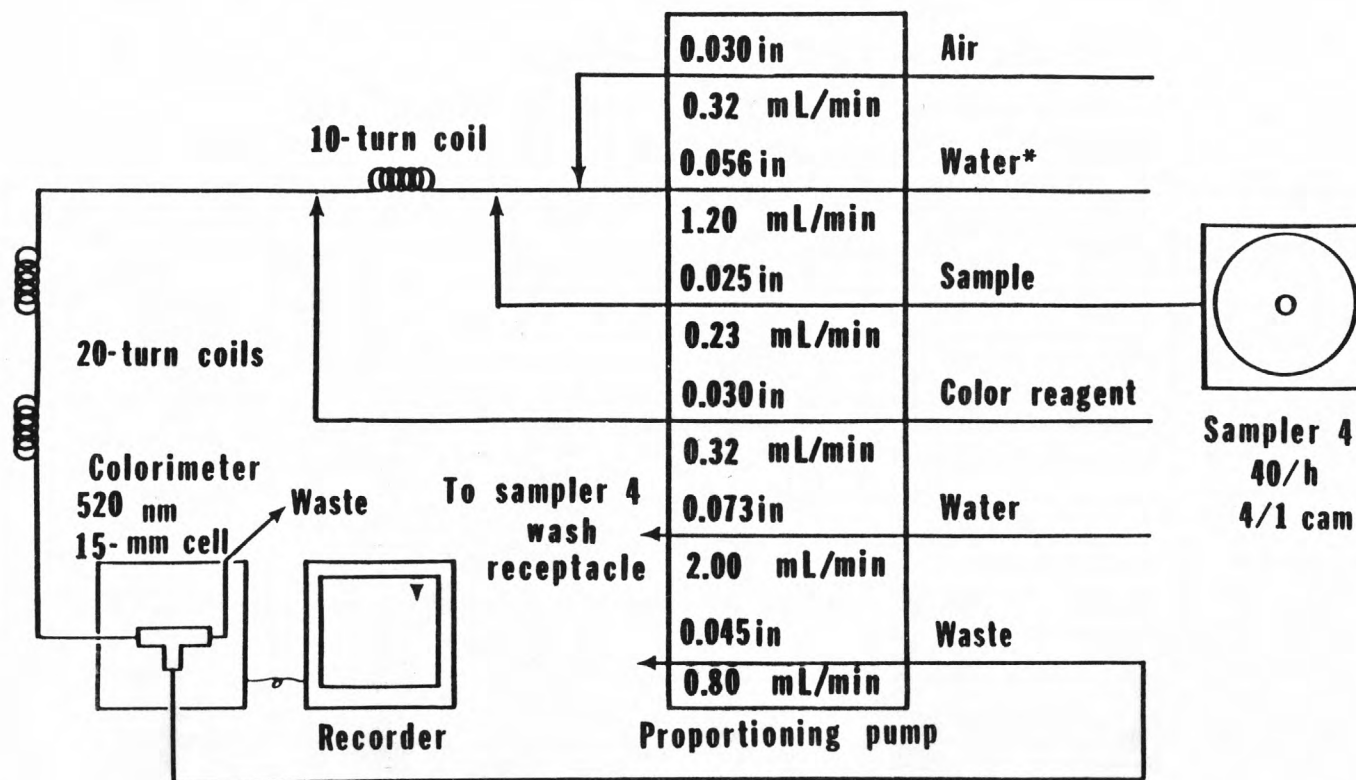 0.030 in Air
0.32 mL/min
10-turn coil
0.056 in Water*
1.20 mL/min
0.025 in Sample
0.23 mL/min
20-turn coils
0.030 in Color reagent
0.32 mL/min
Sampler 4
40/h
4/1 cam
Colorimeter
520 nm
15-mm cell
Waste
To sampler 4
wash
receptacle
0.073 in Water
2.00 mL/min
0.045 in Waste
0.80 mL/min
Recorder
Proportioning pump